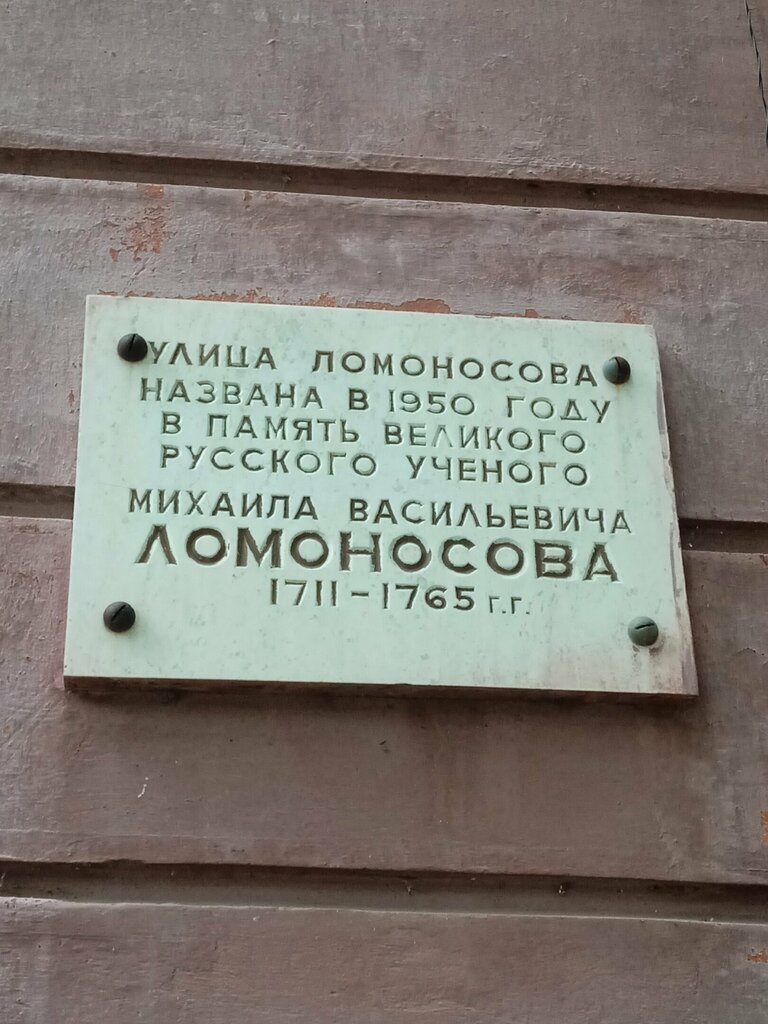 УЛИЦА ЛОМОНОСОВА
НАЗВАНА В 1950 ГОДУ
В ПАМЯТЬ ВЕЛИКОГО
РУССКОГО УЧЕНОГО
МИХАИЛА ВАСИЛЬЕВИЧА
ЛОМОНОСОВА
1711-1765 г.г.